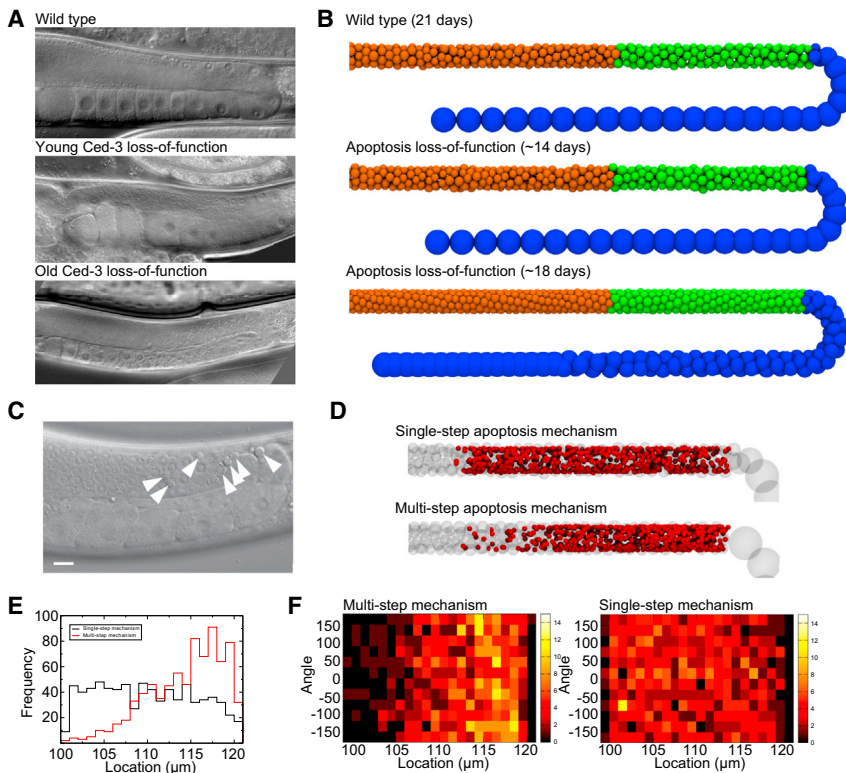 A
Wild type
Young Ced-3 loss-of-function
Old Ced-3 loss-of-function
B
Wild type (21 days)
Apoptosis loss-of-function (~14 days)
Apoptosis loss-of-function (~18 days)
C
D
Single-step apoptosis mechanism
Multi-step apoptosis mechanism
E
Single-step mechanism
Multi-step mechanism
Frequency
100
80
60
40
20
0
100 105 110 115 120
Location (µm)
F
Multi-step mechanism
Angle
150
100
50
0
-50
-100
-150
99 105 110 115 120
Location (µm)
14
12
10
8
6
4
2
0
Single-step mechanism
Angle
150
100
50
0
-50
-100
-150
99 105 110 115 120
Location (µm)
14
12
10
8
6
4
2
0